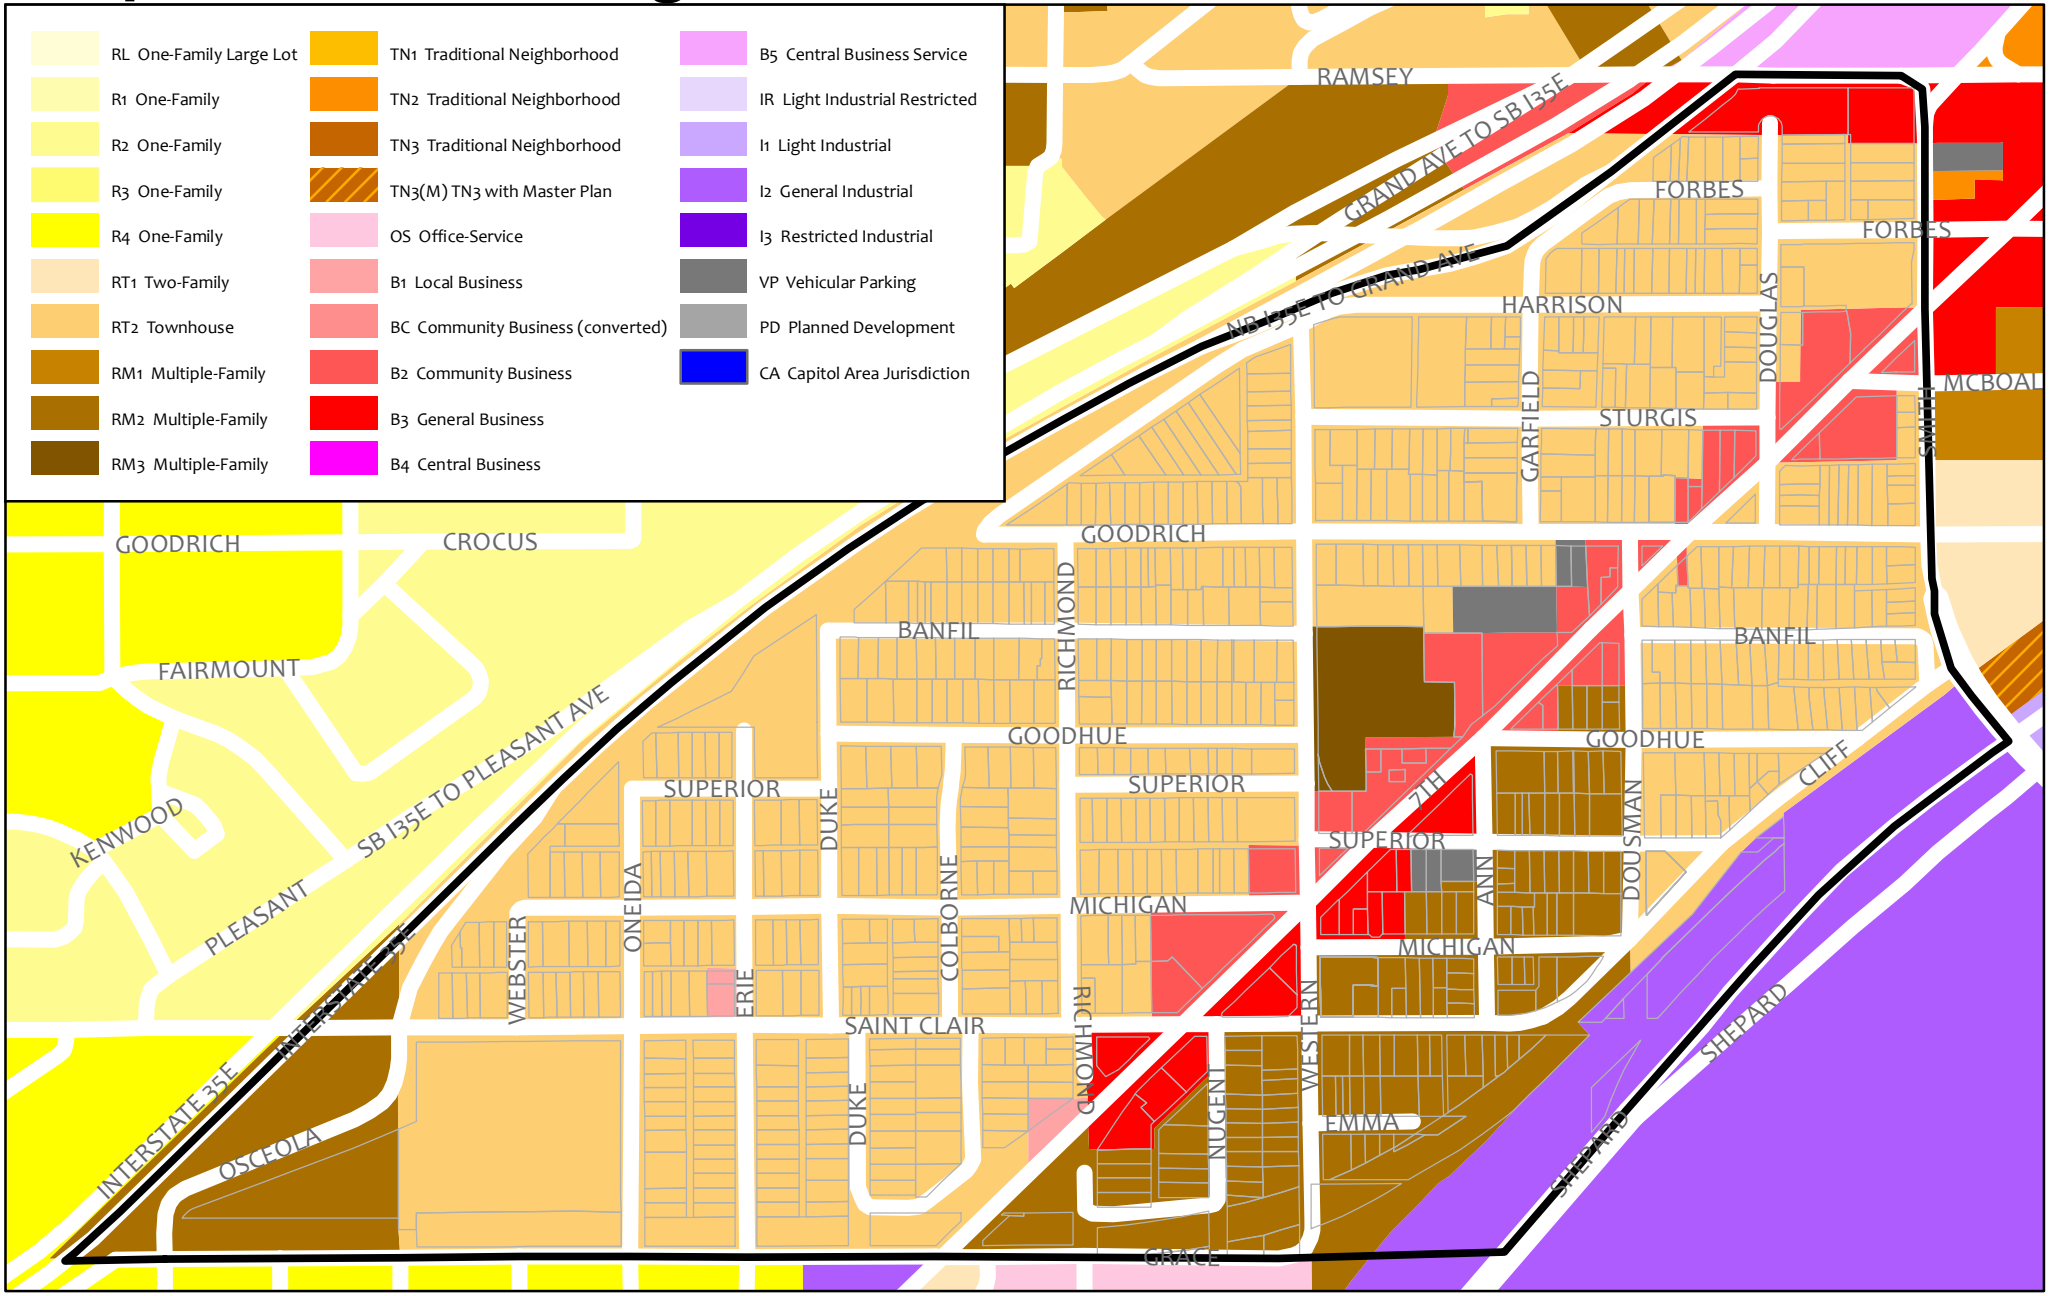 RL One-Family Large Lot
R1 One-Family
R2 One-Family
R3 One-Family
R4 One-Family
RT1 Two-Family
RT2 Townhouse
RM1 Multiple-Family
RM2 Multiple-Family
RM3 Multiple-Family
TN1 Traditional Neighborhood
TN2 Traditional Neighborhood
TN3 Traditional Neighborhood
TN3(M) TN3 with Master Plan
OS Office-Service
B1 Local Business
BC Community Business (converted)
B2 Community Business
B3 General Business
B4 Central Business
B5 Central Business Service
IR Light Industrial Restricted
I1 Light Industrial
I2 General Industrial
I3 Restricted Industrial
VP Vehicular Parking
PD Planned Development
CA Capitol Area Jurisdiction
RAMSEY
GRAND AVE TO SB I35E
FORBES
FORBES
NB I35E TO GRAND AVE
HARRISON
DOUGLAS
MCBOAL
SMITH
GARFIELD
STURGIS
GOODRICH
CROCUS
GOODRICH
RICHMOND
BANFIL
BANFIL
FAIRMOUNT
SB I35E TO PLEASANT AVE
GOODHUE
GOODHUE
CLIFF
SUPERIOR
SUPERIOR
7TH
DUKE
DOUSMAN
KENWOOD
SUPERIOR
ONEIDA
COLBORNE
ANN
PLEASANT
MICHIGAN
MICHIGAN
WEBSTER
ERIE
INTERSTATE 35E
RICHMOND
WESTERN
SAINT CLAIR
SHEPARD
INTERSTATE 35E
DUKE
NUGENT
EMMA
SHEPARD
OSCEOLA
GRACE